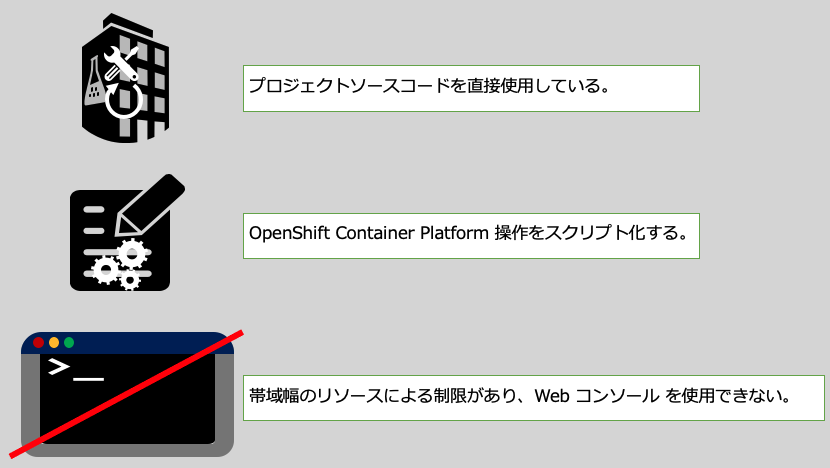 プロジェクトソースコードを直接使用している。
OpenShift Container Platform 操作をスクリプト化する。
>_
帯域幅のリソースによる制限があり、Web コンソール を使用できない。